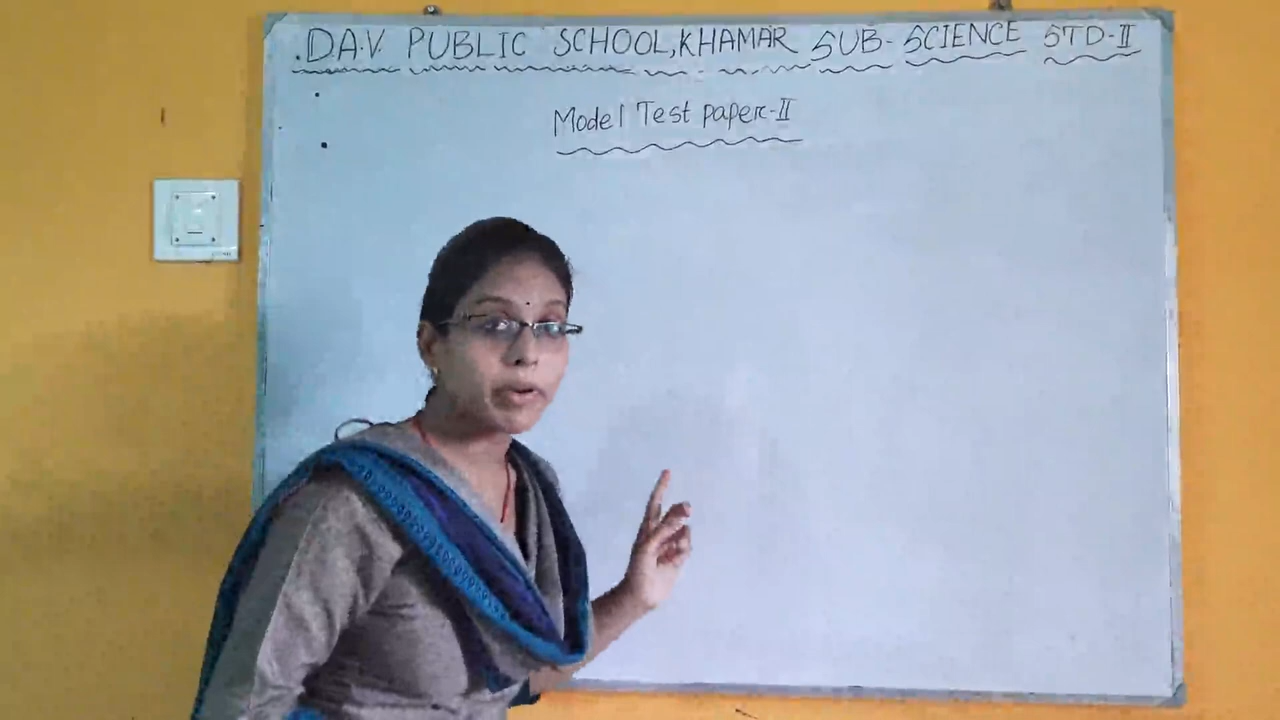 .D.A.V. PUBLIC SCHOOL,KHAMAR SUB- SCIENCE STD-II
Model Test paper-II